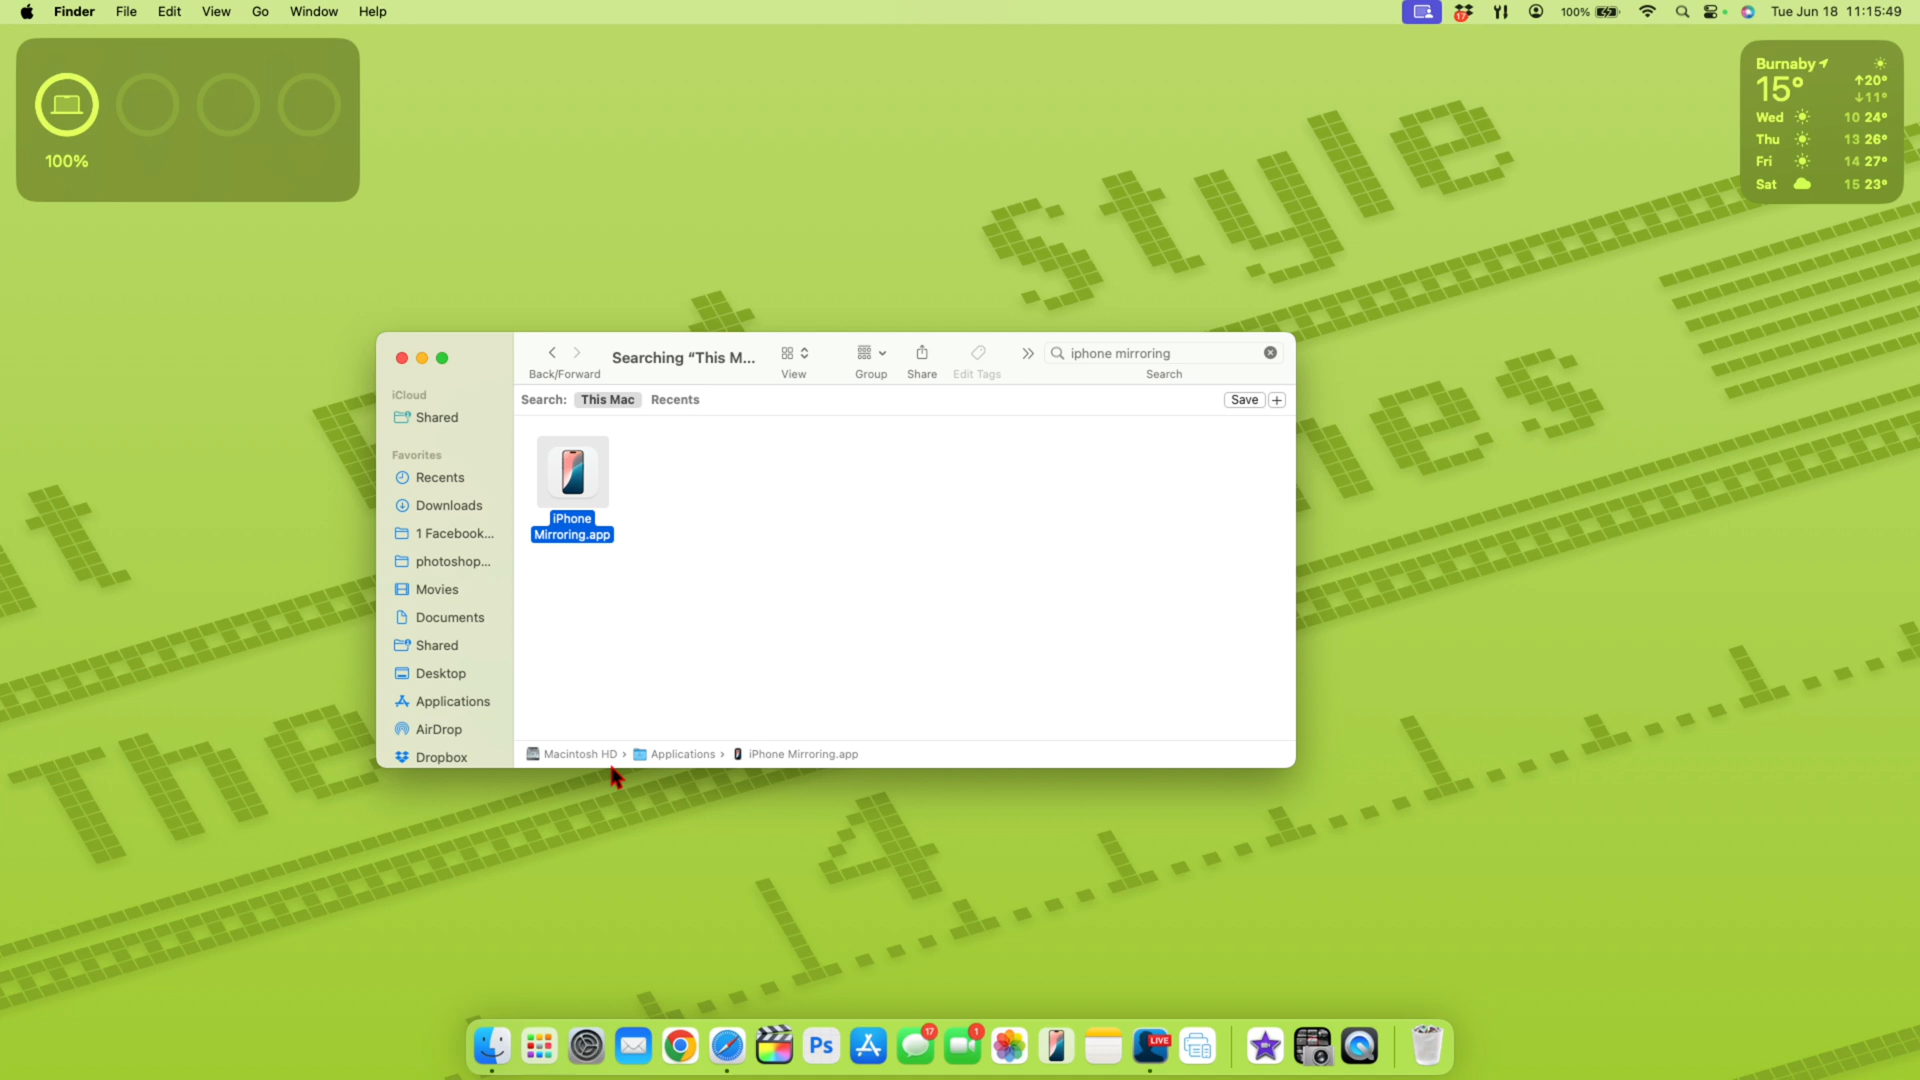 Finder File Edit View Go Window Help
17
100%
Tue Jun 18 11:15:49
100%
Burnaby
15°
↑20°
↓11°
Wed 10 24°
Thu 13 26°
Fri 14 27°
Sat 15 23°
Style
The
14
Back/Forward
Searching “This M...
View
Group
Share
Edit Tags
iphone mirroring
Search
Search: This Mac Recents
Save
iCloud
Shared
Favorites
Recents
Downloads
1 Facebook...
photoshop...
Movies
Documents
Shared
Desktop
Applications
AirDrop
Dropbox
iPhone
Mirroring.app
Macintosh HD › Applications › iPhone Mirroring.app
Ps
17
1
LIVE